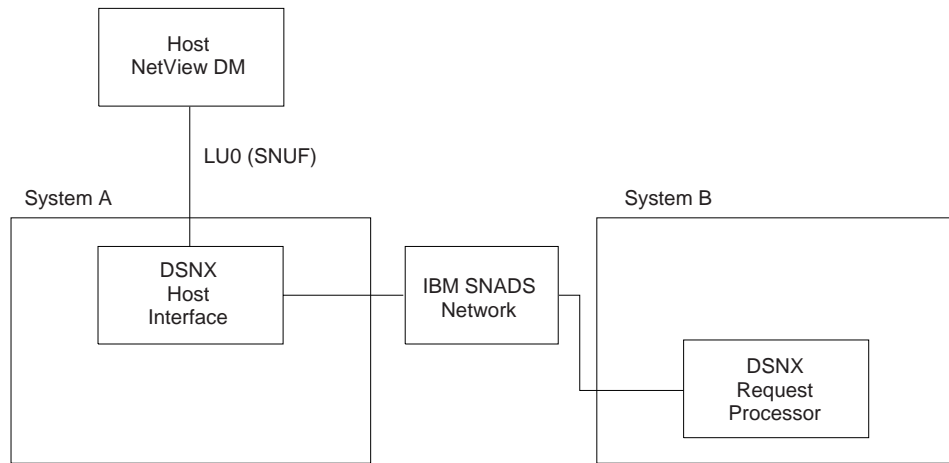 Host
NetView DM
LU0 (SNUF)
System A
System B
DSNX
Host
Interface
IBM SNADS
Network
DSNX
Request
Processor